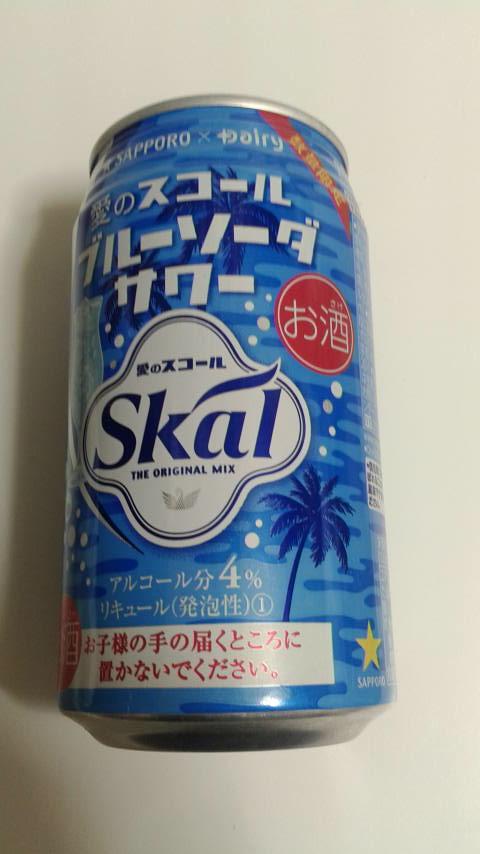 SAPPORO × Dairy
数量限定
愛のスコール
ブルーソーダ
サワー
お酒
さけ
愛のスコール
Skal
THE ORIGINAL MIX
アルコール分4%
リキュール(発泡性)①
お子様の手の届くところに
置かないでください。
SAPPORO